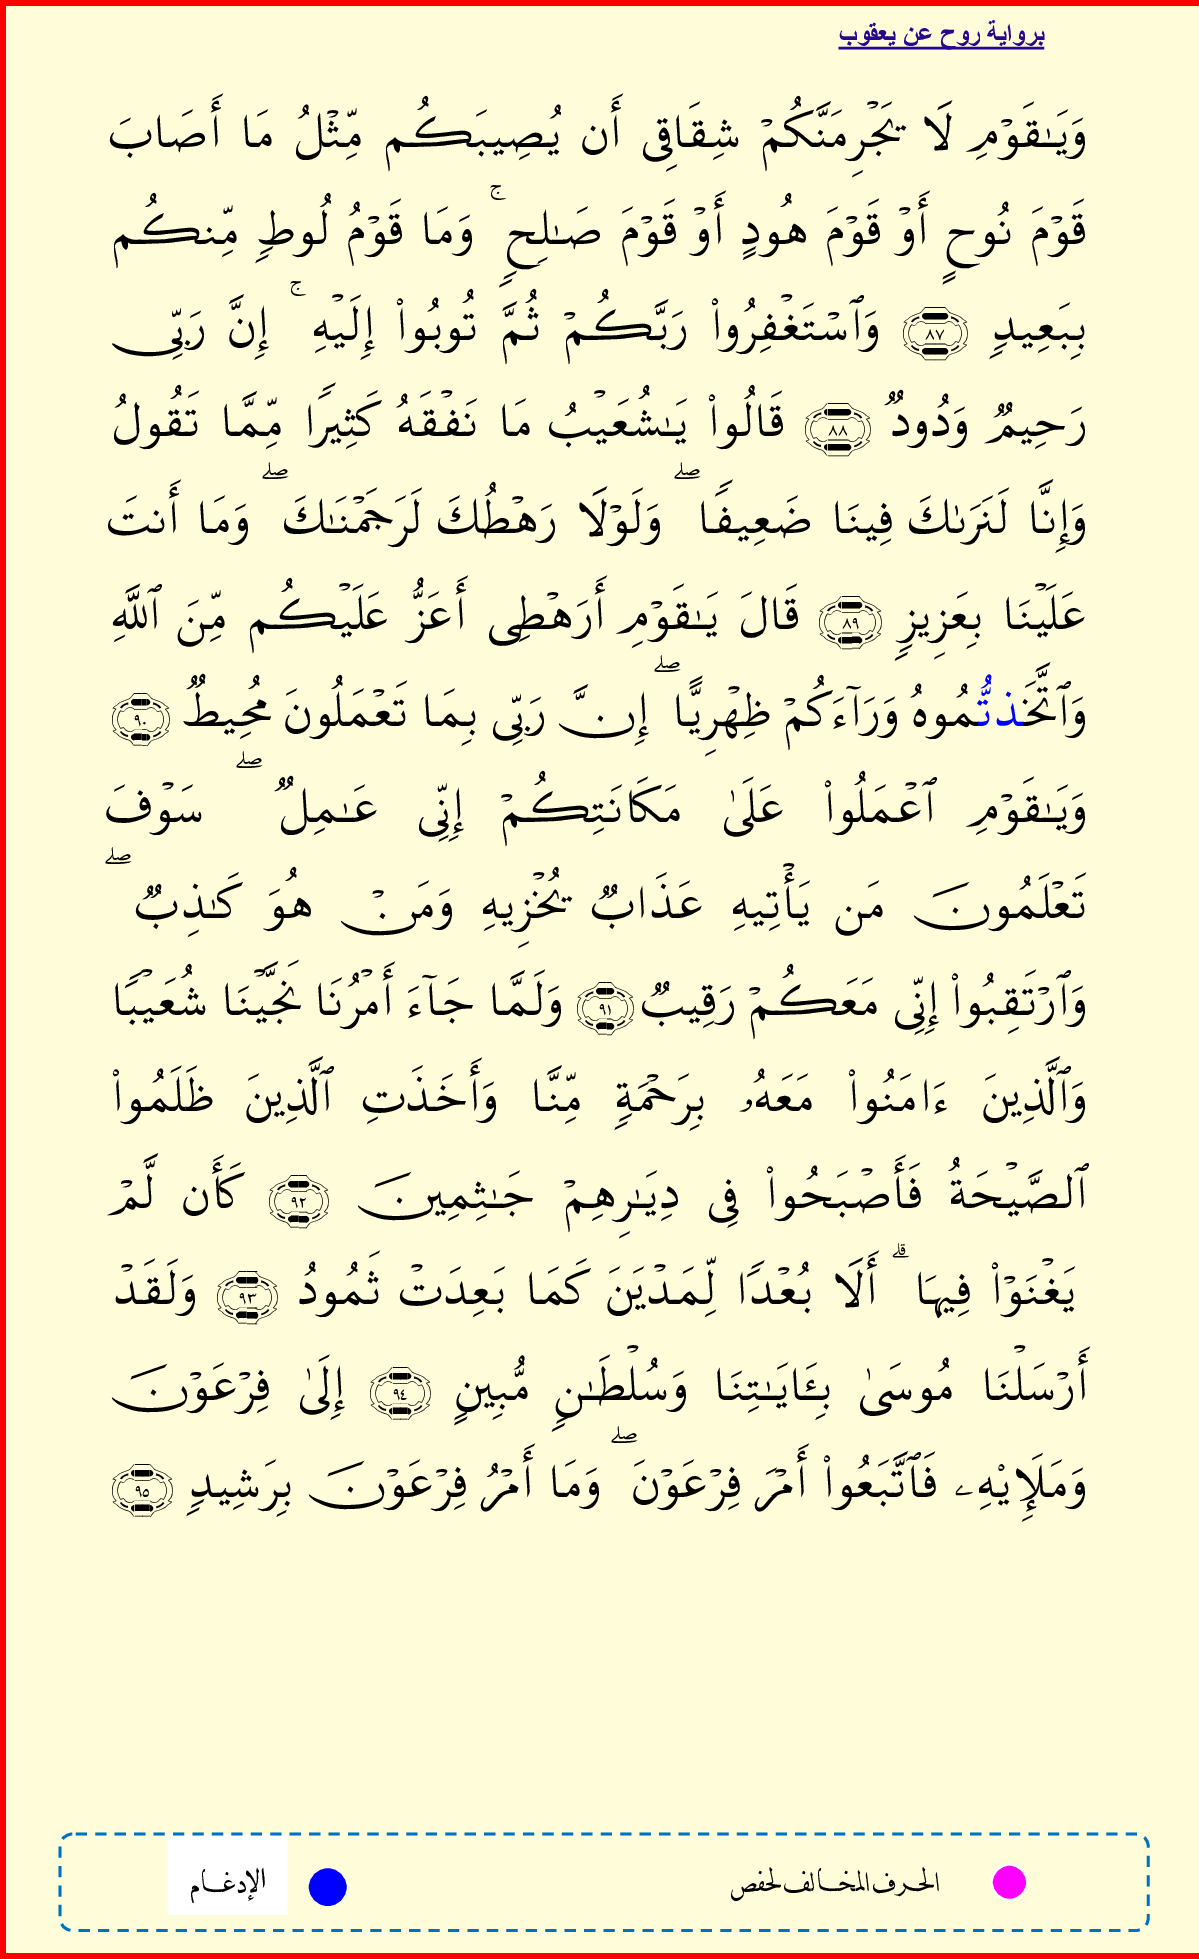 برواية روح عن يعقوب
وَيَـٰقَوْمِ لَا يَجْرِمَنَّكُمْ شِقَاقِى أَن يُصِيبَكُم مِّثْلُ مَا أَصَابَ
قَوْمَ نُوحٍ أَوْ قَوْمَ هُودٍ أَوْ قَوْمَ صَـٰلِحٍ ۚ وَمَا قَوْمُ لُوطٍ مِّنكُم
بِبَعِيدٍ ٨٧ وَٱسْتَغْفِرُوا۟ رَبَّكُمْ ثُمَّ تُوبُوا۟ إِلَيْهِ ۚ إِنَّ رَبِّى
رَحِيمٌ وَدُودٌ ٨٨ قَالُوا۟ يَـٰشُعَيْبُ مَا نَفْقَهُ كَثِيرًا مِّمَّا تَقُولُ
وَإِنَّا لَنَرَىٰكَ فِينَا ضَعِيفًا ۖ وَلَوْلَا رَهْطُكَ لَرَجَمْنَـٰكَ ۖ وَمَا أَنتَ
عَلَيْنَا بِعَزِيزٍ ٨٩ قَالَ يَـٰقَوْمِ أَرَهْطِى أَعَزُّ عَلَيْكُم مِّنَ ٱللَّهِ
وَٱتَّخَذتُّمُوهُ وَرَآءَكُمْ ظِهْرِيًّا ۖ إِنَّ رَبِّى بِمَا تَعْمَلُونَ مُحِيطٌ ٩٠
وَيَـٰقَوْمِ ٱعْمَلُوا۟ عَلَىٰ مَكَانَتِكُمْ إِنِّى عَـٰمِلٌ ۖ سَوْفَ
تَعْلَمُونَ مَن يَأْتِيهِ عَذَابٌ يُخْزِيهِ وَمَنْ هُوَ كَـٰذِبٌ ۖ
وَٱرْتَقِبُوا۟ إِنِّى مَعَكُمْ رَقِيبٌ ٩١ وَلَمَّا جَآءَ أَمْرُنَا نَجَّيْنَا شُعَيْبًا
وَٱلَّذِينَ ءَامَنُوا۟ مَعَهُۥ بِرَحْمَةٍ مِّنَّا وَأَخَذَتِ ٱلَّذِينَ ظَلَمُوا۟
ٱلصَّيْحَةُ فَأَصْبَحُوا۟ فِى دِيَـٰرِهِمْ جَـٰثِمِينَ ٩٢ كَأَن لَّمْ
يَغْنَوْا۟ فِيهَا ۗ أَلَا بُعْدًا لِّمَدْيَنَ كَمَا بَعِدَتْ ثَمُودُ ٩٣ وَلَقَدْ
أَرْسَلْنَا مُوسَىٰ بِـَٔايَـٰتِنَا وَسُلْطَـٰنٍ مُّبِينٍ ٩٤ إِلَىٰ فِرْعَوْنَ
وَمَلَإِيْهِۦ فَٱتَّبَعُوا۟ أَمْرَ فِرْعَوْنَ ۖ وَمَا أَمْرُ فِرْعَوْنَ بِرَشِيدٍ ٩٥
الحرف المخالف لحفص الإدغام